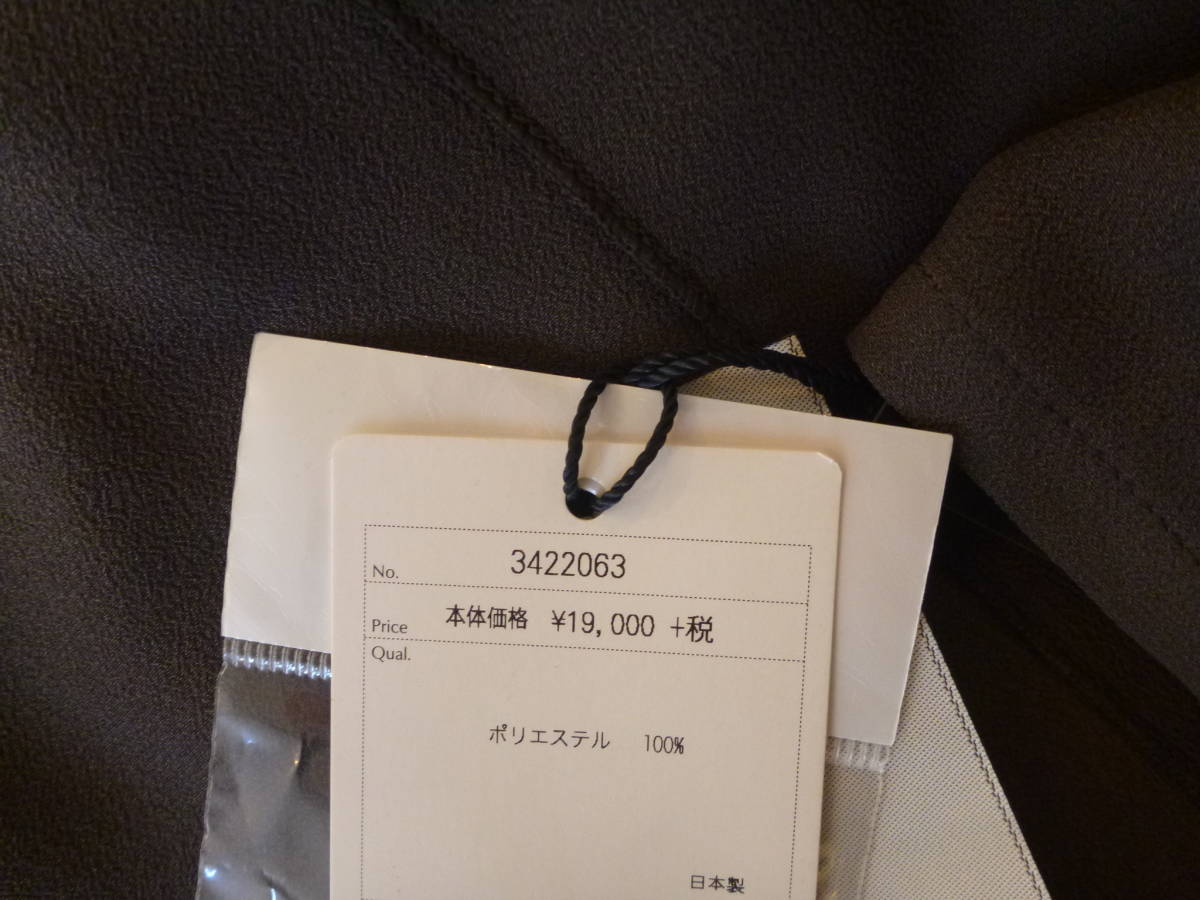 No. 3422063
Price 本体価格 ¥19,000 +税
Qual.
ポリエステル 100%
日本製